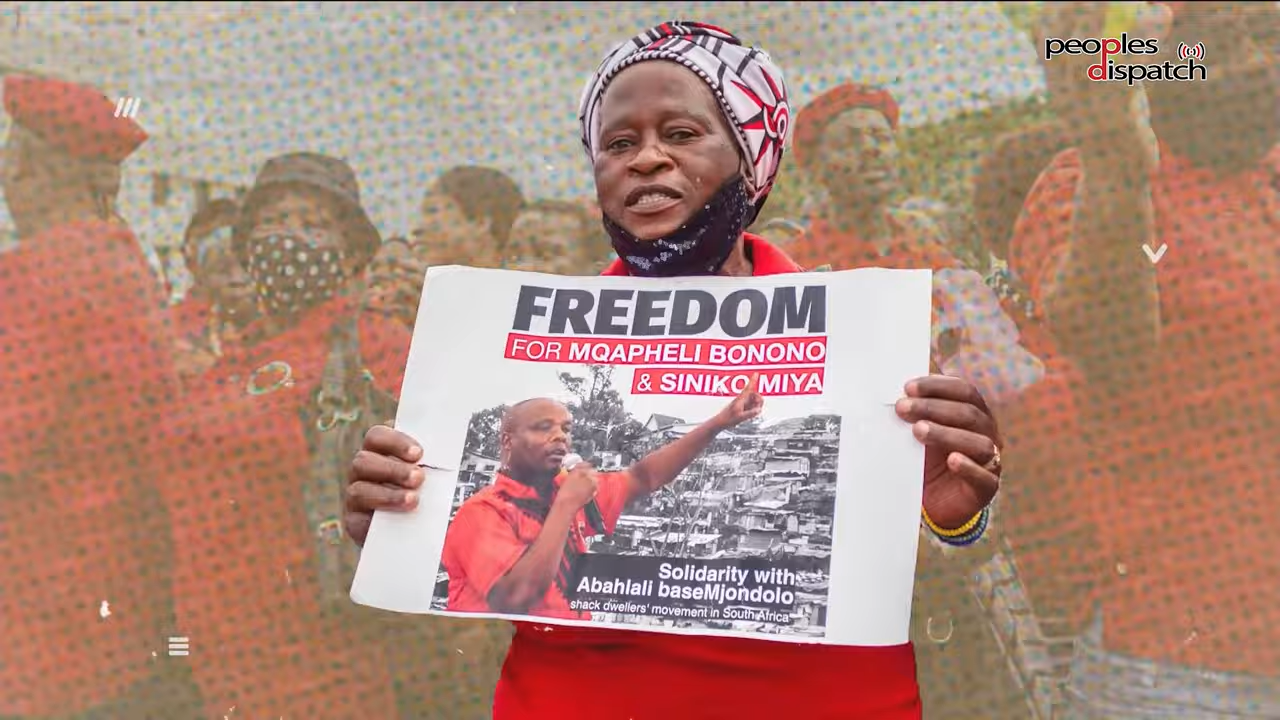 peoples
dispatch
FREEDOM
FOR MQAPHELI BONONO
& SINIKO MIYA
Solidarity with
Abahlali baseMjondolo
shack dwellers' movement in South Africa